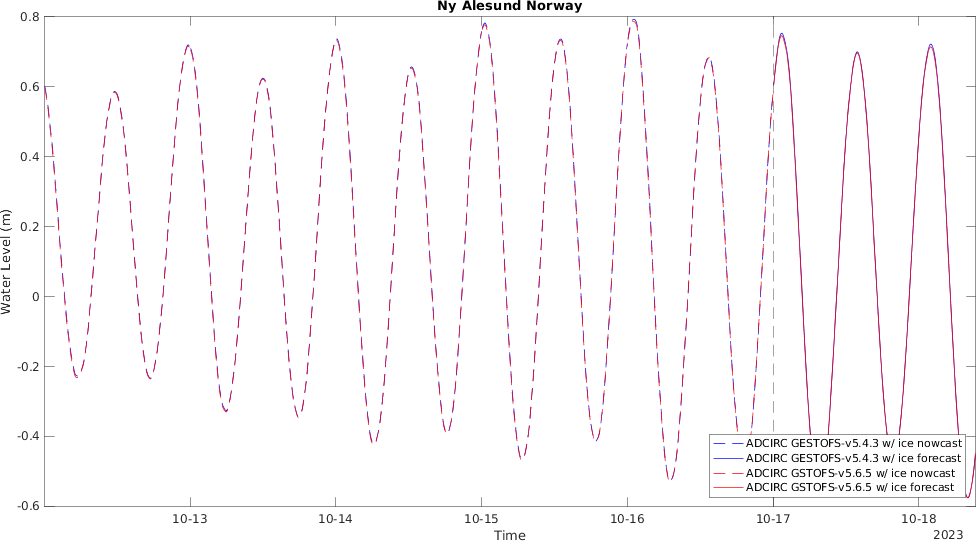 Ny Alesund Norway
0.8
0.6
0.4
0.2
0
-0.2
-0.4
-0.6
Water Level (m)
ADCIRC GESTOFS-v5.4.3 w/ ice nowcast
ADCIRC GESTOFS-v5.4.3 w/ ice forecast
ADCIRC GSTOFS-v5.6.5 w/ ice nowcast
ADCIRC GSTOFS-v5.6.5 w/ ice forecast
10-13 10-14 10-15 10-16 10-17 10-18
Time
2023